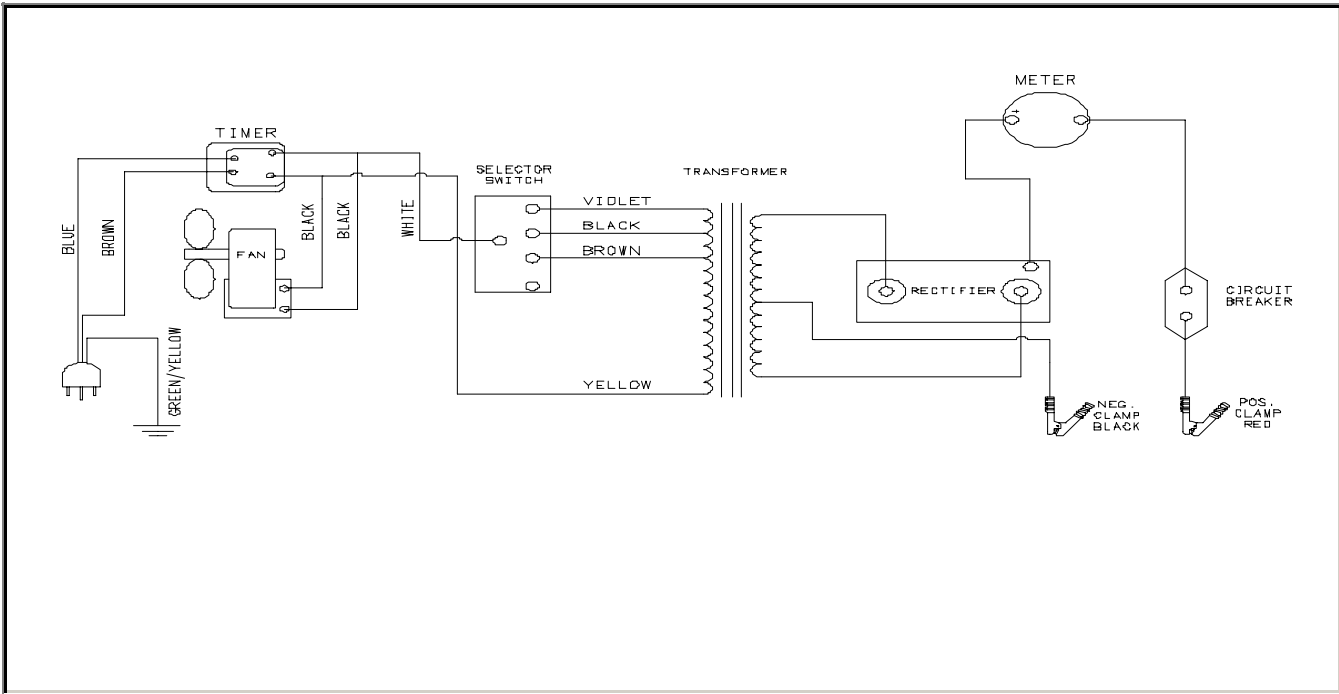 METER
TIMER
SELECTOR
SWITCH
TRANSFORMER
VIOLET
BLACK
BROWN
BLUE
BROWN
BLACK
BLACK
WHITE
FAN
RECTIFIER
+
CIRCUIT
BREAKER
GREEN/YELLOW
YELLOW
NEG.
CLAMP
BLACK
POS.
CLAMP
RED